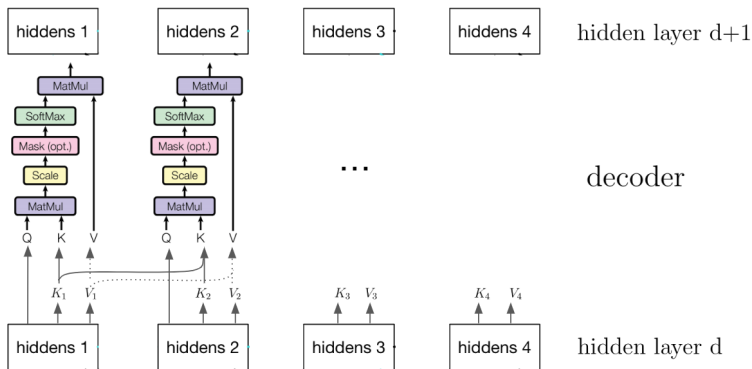 hiddens 1 hiddens 2 hiddens 3 hiddens 4 hidden layer d+1
MatMul MatMul
SoftMax SoftMax
Mask (opt.) Mask (opt.)
...
Scale Scale
decoder
MatMul MatMul
Q K V Q K V
K₁ V₁ K₂ V₂ K₃ V₃ K₄ V₄
hiddens 1 hiddens 2 hiddens 3 hiddens 4 hidden layer d